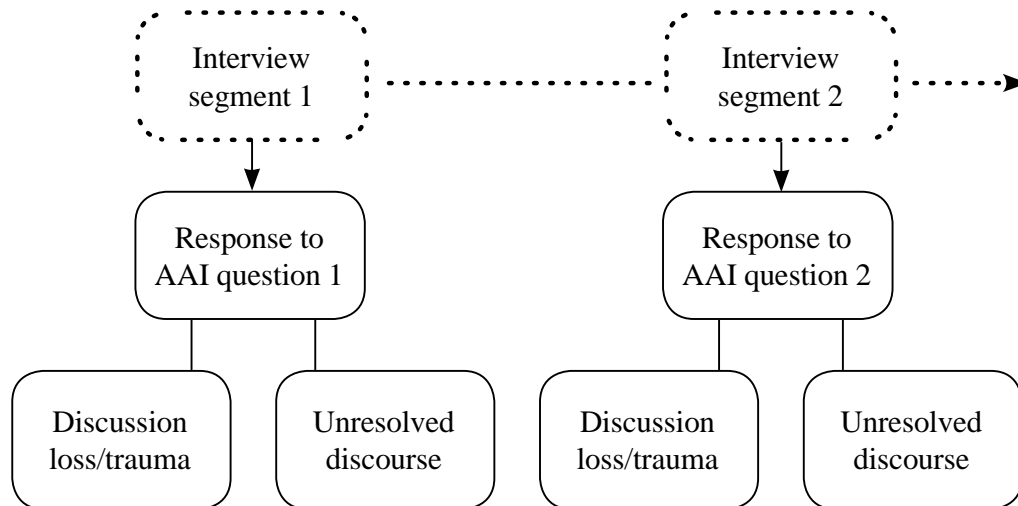 Interview
segment 1
Interview
segment 2
Response to
AAI question 1
Response to
AAI question 2
Discussion
loss/trauma
Unresolved
discourse
Discussion
loss/trauma
Unresolved
discourse